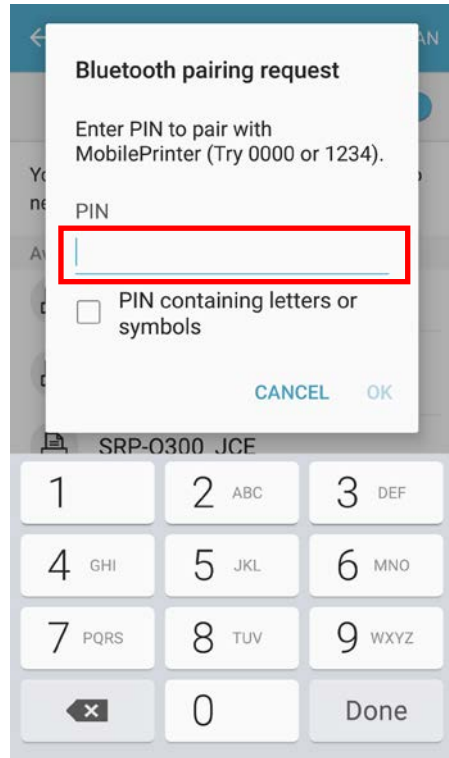 AN
Bluetooth pairing request
Enter PIN to pair with
MobilePrinter (Try 0000 or 1234).
PIN
PIN containing letters or
symbols
CANCEL OK
SRP-Q300_JCE
1 2 ABC 3 DEF
4 GHI 5 JKL 6 MNO
7 PQRS 8 TUV 9 WXYZ
0 Done